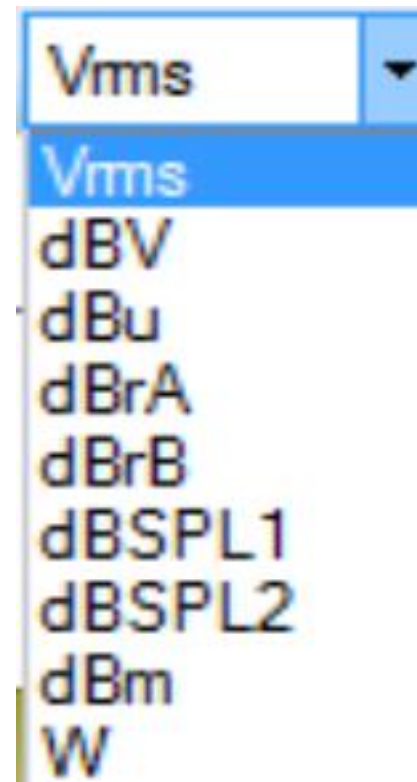 Vrms
Vrms
dBV
dBu
dBrA
dBrB
dBSPL1
dBSPL2
dBm
W